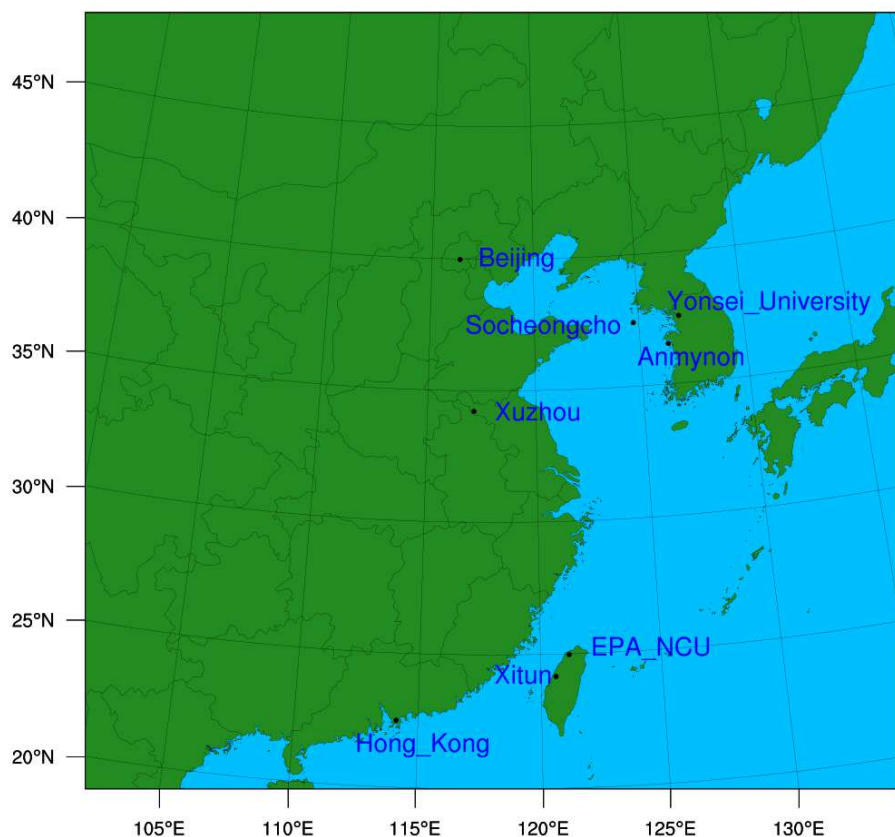 45°N
40°N
Beijing
Yonsei_University
Socheongcho
35°N
Anmynon
Xuzhou
30°N
25°N
EPA_NCU
Xitun
Hong_Kong
20°N
105°E 110°E 115°E 120°E 125°E 130°E